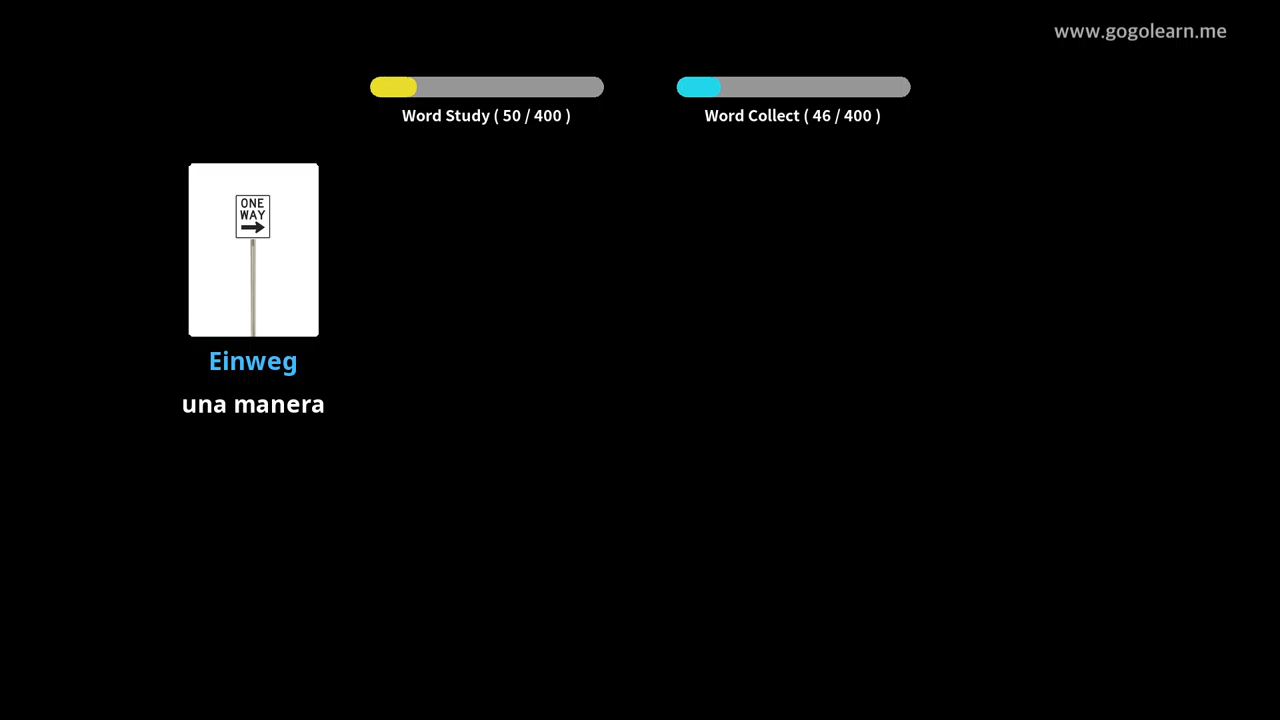 www.gogolearn.me
Word Study ( 50 / 400 )
Word Collect ( 46 / 400 )
ONE
WAY
Einweg
una manera